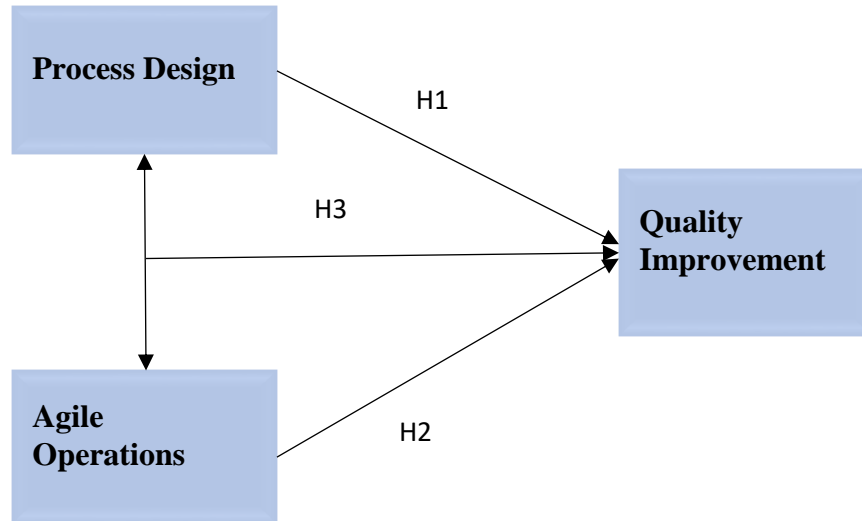 Process Design
H1
H3
Quality
Improvement
Agile
Operations
H2